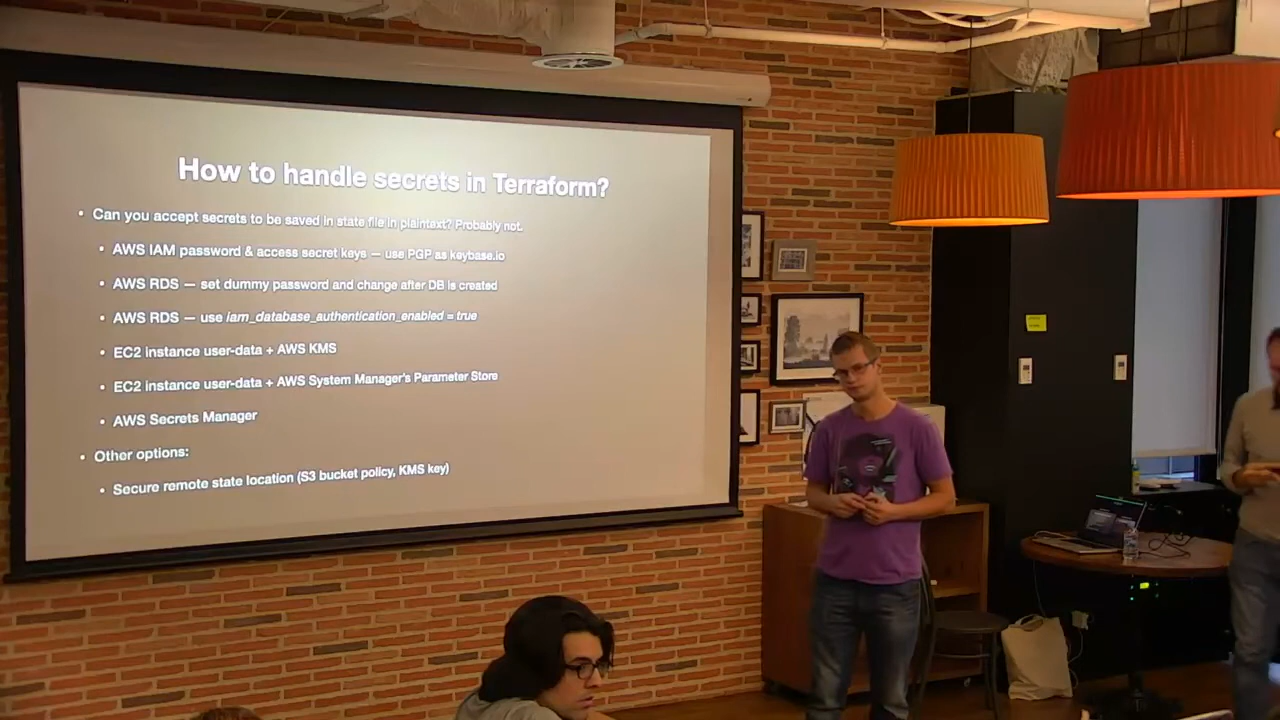 How to handle secrets in Terraform?
• Can you accept secrets to be saved in state file in plaintext? Probably not.
• AWS IAM password & access secret keys — use PGP as keybase.io
• AWS RDS — set dummy password and change after DB is created
• AWS RDS — use iam_database_authentication_enabled = true
• EC2 instance user-data + AWS KMS
• EC2 instance user-data + AWS System Manager's Parameter Store
• AWS Secrets Manager
• Other options:
• Secure remote state location (S3 bucket policy, KMS key)